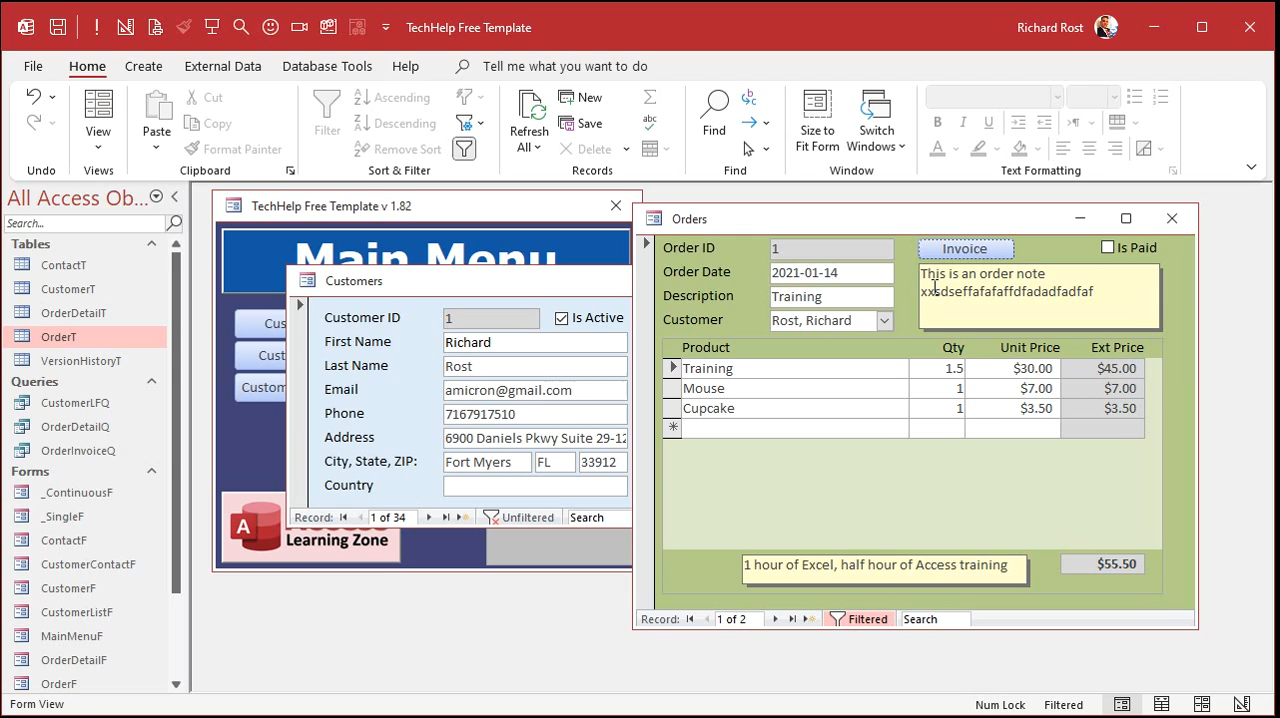 TechHelp Free Template
Richard Rost
File Home Create External Data Database Tools Help Tell me what you want to do
View
Paste
Cut
Copy
Format Painter
Filter
Ascending
Descending
Remove Sort
Refresh All
New
Save
Delete
Find
Size to Fit Form
Switch Windows
B I U
A
Undo Views Clipboard Sort & Filter Records Find Window Text Formatting
All Access Ob...
Search...
Tables
ContactT
CustomerT
OrderDetailT
OrderT
VersionHistoryT
Queries
CustomerLFQ
OrderDetailQ
OrderInvoiceQ
Forms
_ContinuousF
_SingleF
ContactF
CustomerContactF
CustomerF
CustomerListF
MainMenuF
OrderDetailF
OrderF
TechHelp Free Template v 1.82
Main Menu
Cus
Cust
Custom
A
Learning Zone
Customers
Customer ID 1 Is Active
First Name Richard
Last Name Rost
Email amicron@gmail.com
Phone 7167917510
Address 6900 Daniels Pkwy Suite 29-12
City, State, ZIP: Fort Myers FL 33912
Country
Record: 1 of 34 Unfiltered Search
Orders
Order ID 1 Invoice Is Paid
Order Date 2021-01-14
Description Training
Customer Rost, Richard
This is an order note
Product Qty Unit Price Ext Price
Training 1.5 $30.00 $45.00
Mouse 1 $7.00 $7.00
Cupcake 1 $3.50 $3.50
1 hour of Excel, half hour of Access training $55.50
Record: 1 of 2 Filtered Search
Form View
Num Lock Filtered